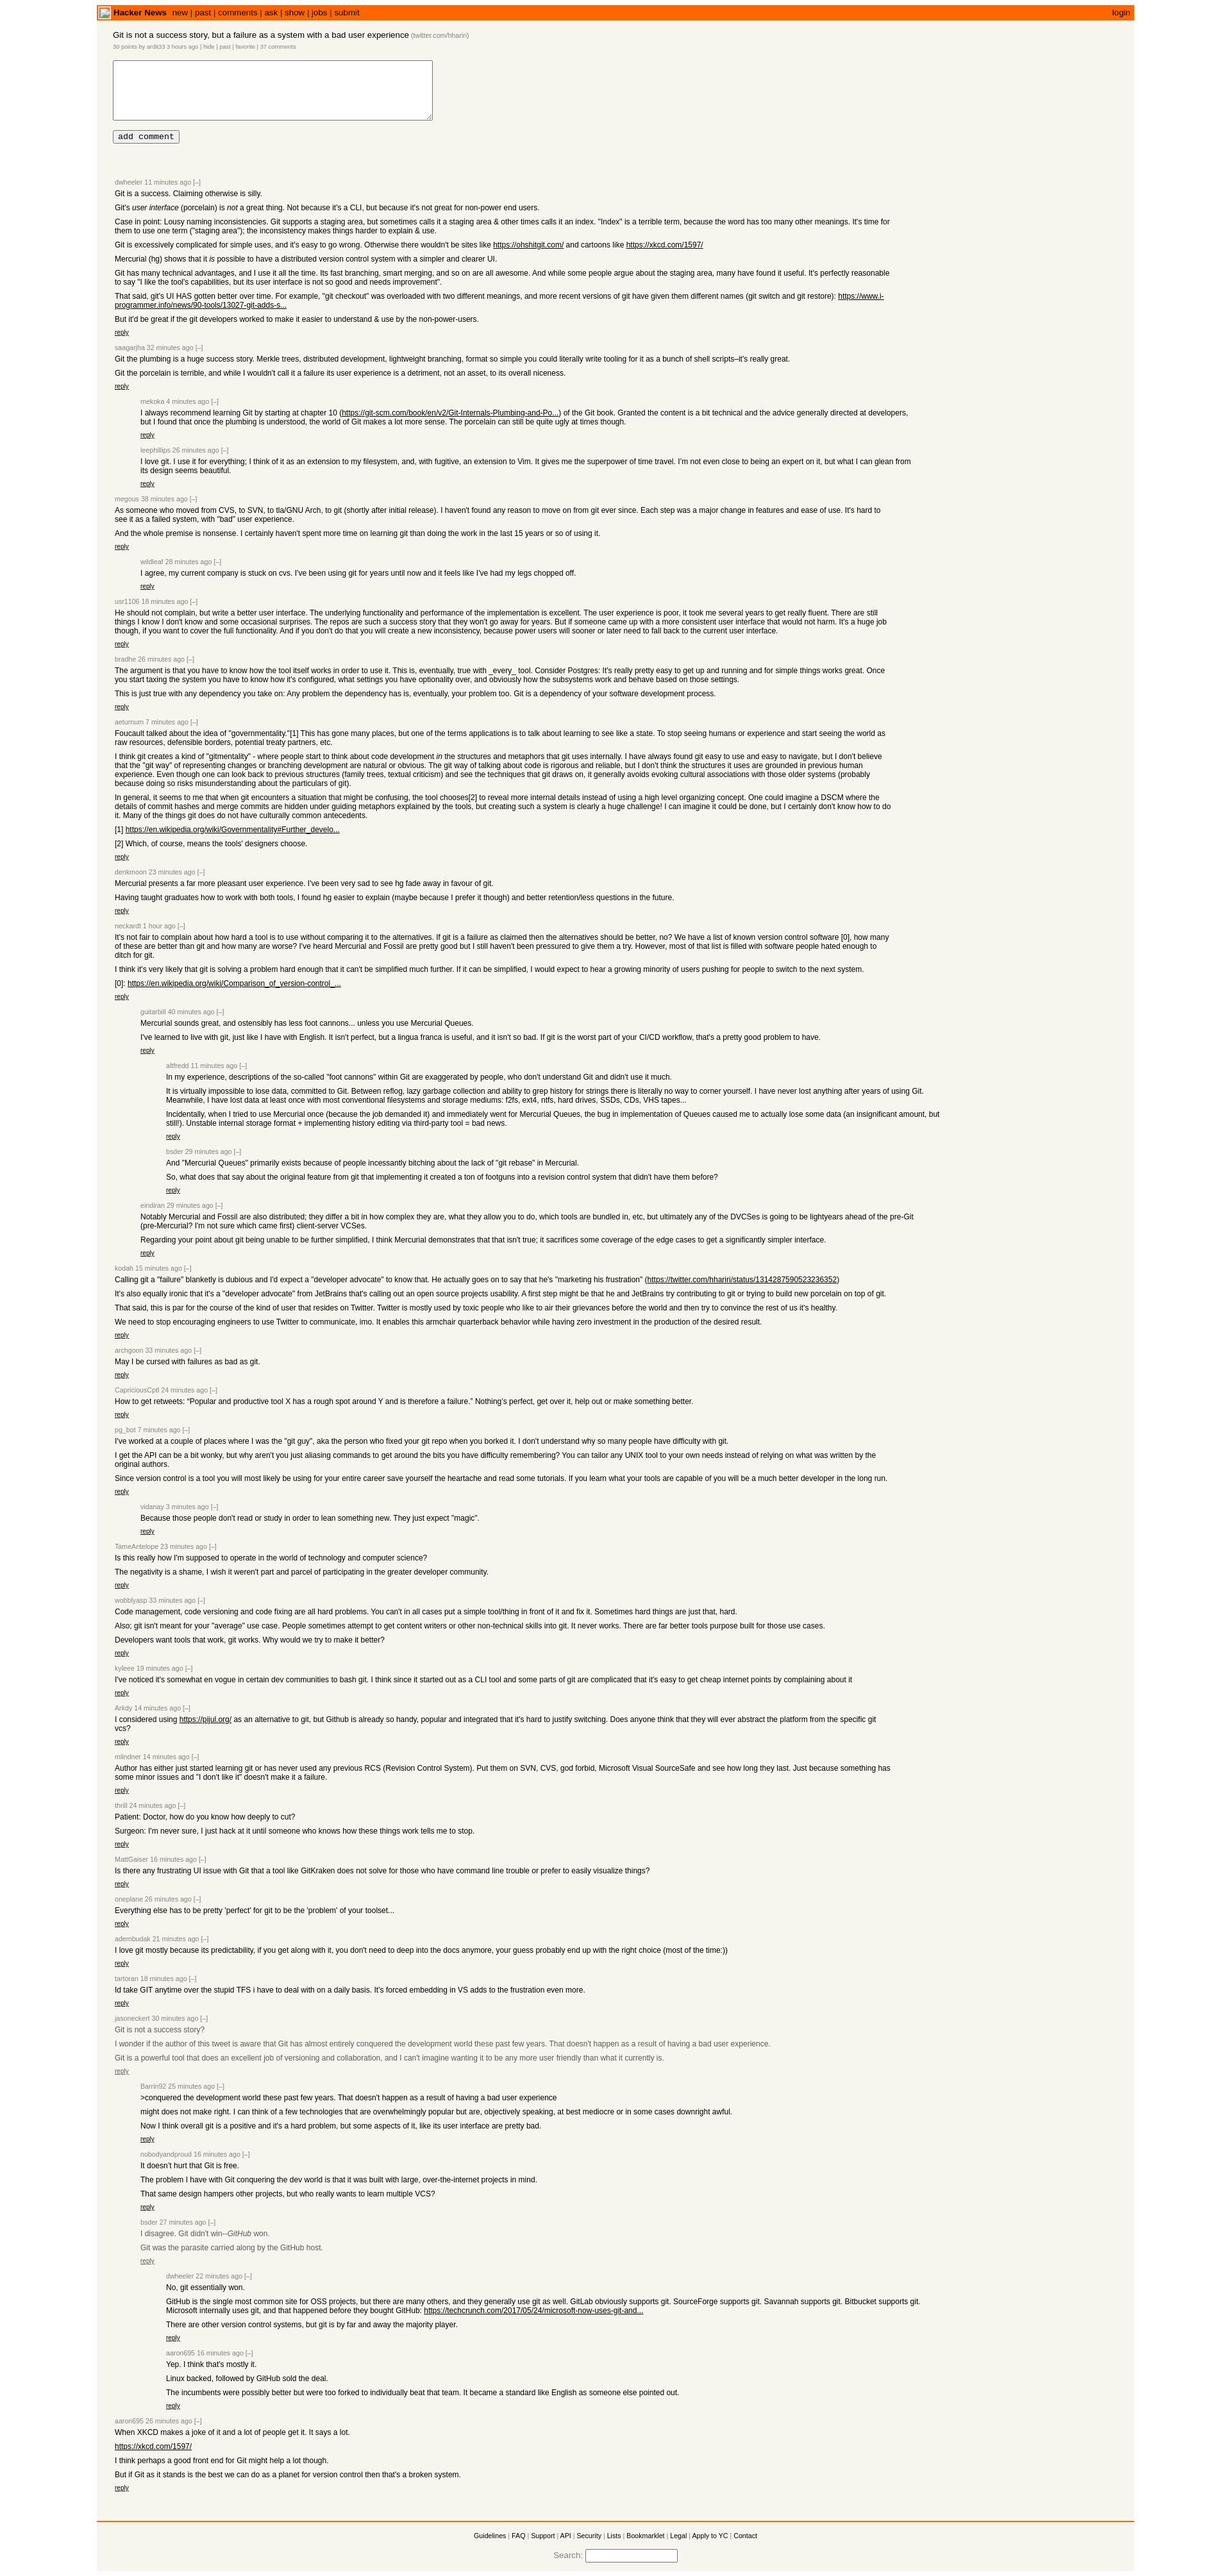 Hacker News new | past | comments | ask | show | jobs | submit login
Git is not a success story, but a failure as a system with a bad user experience (twitter.com/hhariri)
30 points by ardit33 3 hours ago | hide | past | favorite | 37 comments
add comment
dwheeler 11 minutes ago [–]
Git is a success. Claiming otherwise is silly.
Git's user interface (porcelain) is not a great thing. Not because it's a CLI, but because it's not great for non-power end users.
Case in point: Lousy naming inconsistencies. Git supports a staging area, but sometimes calls it a staging area & other times calls it an index. "Index" is a terrible term, because the word has too many other meanings. It's time for
them to use one term ("staging area"); the inconsistency makes things harder to explain & use.
Git is excessively complicated for simple uses, and it's easy to go wrong. Otherwise there wouldn't be sites like https://ohshitgit.com/ and cartoons like https://xkcd.com/1597/
Mercurial (hg) shows that it is possible to have a distributed version control system with a simpler and clearer UI.
Git has many technical advantages, and I use it all the time. Its fast branching, smart merging, and so on are all awesome. And while some people argue about the staging area, many have found it useful. It's perfectly reasonable
to say "I like the tool's capabilities, but its user interface is not so good and needs improvement".
That said, git's UI HAS gotten better over time. For example, "git checkout" was overloaded with two different meanings, and more recent versions of git have given them different names (git switch and git restore): https://www.i-
programmer.info/news/90-tools/13027-git-adds-s...
But it'd be great if the git developers worked to make it easier to understand & use by the non-power-users.
reply
saagarjha 32 minutes ago [–]
Git the plumbing is a huge success story. Merkle trees, distributed development, lightweight branching, format so simple you could literally write tooling for it as a bunch of shell scripts–it's really great.
Git the porcelain is terrible, and while I wouldn't call it a failure its user experience is a detriment, not an asset, to its overall niceness.
reply
mekoka 4 minutes ago [–]
I always recommend learning Git by starting at chapter 10 (https://git-scm.com/book/en/v2/Git-Internals-Plumbing-and-Po...) of the Git book. Granted the content is a bit technical and the advice generally directed at developers,
but I found that once the plumbing is understood, the world of Git makes a lot more sense. The porcelain can still be quite ugly at times though.
reply
leephillips 26 minutes ago [–]
I love git. I use it for everything; I think of it as an extension to my filesystem, and, with fugitive, an extension to Vim. It gives me the superpower of time travel. I'm not even close to being an expert on it, but what I can glean from
its design seems beautiful.
reply
megous 38 minutes ago [–]
As someone who moved from CVS, to SVN, to tla/GNU Arch, to git (shortly after initial release). I haven't found any reason to move on from git ever since. Each step was a major change in features and ease of use. It's hard to
see it as a failed system, with "bad" user experience.
And the whole premise is nonsense. I certainly haven't spent more time on learning git than doing the work in the last 15 years or so of using it.
reply
wildleaf 28 minutes ago [–]
I agree, my current company is stuck on cvs. I've been using git for years until now and it feels like I've had my legs chopped off.
reply
usr1106 18 minutes ago [–]
He should not complain, but write a better user interface. The underlying functionality and performance of the implementation is excellent. The user experience is poor, it took me several years to get really fluent. There are still
things I know I don't know and some occasional surprises. The repos are such a success story that they won't go away for years. But if someone came up with a more consistent user interface that would not harm. It's a huge job
though, if you want to cover the full functionality. And if you don't do that you will create a new inconsistency, because power users will sooner or later need to fall back to the current user interface.
reply
bradhe 26 minutes ago [–]
The argument is that you have to know how the tool itself works in order to use it. This is, eventually, true with _every_ tool. Consider Postgres: It's really pretty easy to get up and running and for simple things works great. Once
you start taxing the system you have to know how it's configured, what settings you have optionality over, and obviously how the subsystems work and behave based on those settings.
This is just true with any dependency you take on: Any problem the dependency has is, eventually, your problem too. Git is a dependency of your software development process.
reply
aeturnum 7 minutes ago [–]
Foucault talked about the idea of "governmentality."[1] This has gone many places, but one of the terms applications is to talk about learning to see like a state. To stop seeing humans or experience and start seeing the world as
raw resources, defensible borders, potential treaty partners, etc.
I think git creates a kind of "gitmentality" - where people start to think about code development in the structures and metaphors that git uses internally. I have always found git easy to use and easy to navigate, but I don't believe
that the "git way" of representing changes or branching development are natural or obvious. The git way of talking about code is rigorous and reliable, but I don't think the structures it uses are grounded in previous human
experience. Even though one can look back to previous structures (family trees, textual criticism) and see the techniques that git draws on, it generally avoids evoking cultural associations with those older systems (probably
because doing so risks misunderstanding about the particulars of git).
In general, it seems to me that when git encounters a situation that might be confusing, the tool chooses[2] to reveal more internal details instead of using a high level organizing concept. One could imagine a DSCM where the
details of commit hashes and merge commits are hidden under guiding metaphors explained by the tools, but creating such a system is clearly a huge challenge! I can imagine it could be done, but I certainly don't know how to do
it. Many of the things git does do not have culturally common antecedents.
[1] https://en.wikipedia.org/wiki/Governmentality#Further_develo...
[2] Which, of course, means the tools' designers choose.
reply
denkmoon 23 minutes ago [–]
Mercurial presents a far more pleasant user experience. I've been very sad to see hg fade away in favour of git.
Having taught graduates how to work with both tools, I found hg easier to explain (maybe because I prefer it though) and better retention/less questions in the future.
reply
neckardt 1 hour ago [–]
It's not fair to complain about how hard a tool is to use without comparing it to the alternatives. If git is a failure as claimed then the alternatives should be better, no? We have a list of known version control software [0], how many
of these are better than git and how many are worse? I've heard Mercurial and Fossil are pretty good but I still haven't been pressured to give them a try. However, most of that list is filled with software people hated enough to
ditch for git.
I think it's very likely that git is solving a problem hard enough that it can't be simplified much further. If it can be simplified, I would expect to hear a growing minority of users pushing for people to switch to the next system.
[0]: https://en.wikipedia.org/wiki/Comparison_of_version-control_...
reply
guitarbill 40 minutes ago [–]
Mercurial sounds great, and ostensibly has less foot cannons... unless you use Mercurial Queues.
I've learned to live with git, just like I have with English. It isn't perfect, but a lingua franca is useful, and it isn't so bad. If git is the worst part of your CI/CD workflow, that's a pretty good problem to have.
reply
altfredd 11 minutes ago [–]
In my experience, descriptions of the so-called "foot cannons" within Git are exaggerated by people, who don't understand Git and didn't use it much.
It is virtually impossible to lose data, committed to Git. Between reflog, lazy garbage collection and ability to grep history for strings there is literally no way to corner yourself. I have never lost anything after years of using Git.
Meanwhile, I have lost data at least once with most conventional filesystems and storage mediums: f2fs, ext4, ntfs, hard drives, SSDs, CDs, VHS tapes...
Incidentally, when I tried to use Mercurial once (because the job demanded it) and immediately went for Mercurial Queues, the bug in implementation of Queues caused me to actually lose some data (an insignificant amount, but
still!). Unstable internal storage format + implementing history editing via third-party tool = bad news.
reply
bsder 29 minutes ago [–]
And "Mercurial Queues" primarily exists because of people incessantly bitching about the lack of "git rebase" in Mercurial.
So, what does that say about the original feature from git that implementing it created a ton of footguns into a revision control system that didn't have them before?
reply
eindiran 29 minutes ago [–]
Notably Mercurial and Fossil are also distributed; they differ a bit in how complex they are, what they allow you to do, which tools are bundled in, etc, but ultimately any of the DVCSes is going to be lightyears ahead of the pre-Git
(pre-Mercurial? I'm not sure which came first) client-server VCSes.
Regarding your point about git being unable to be further simplified, I think Mercurial demonstrates that that isn't true; it sacrifices some coverage of the edge cases to get a significantly simpler interface.
reply
kodah 15 minutes ago [–]
Calling git a "failure" blanketly is dubious and I'd expect a "developer advocate" to know that. He actually goes on to say that he's "marketing his frustration" (https://twitter.com/hhariri/status/1314287590523236352)
It's also equally ironic that it's a "developer advocate" from JetBrains that's calling out an open source projects usability. A first step might be that he and JetBrains try contributing to git or trying to build new porcelain on top of git.
That said, this is par for the course of the kind of user that resides on Twitter. Twitter is mostly used by toxic people who like to air their grievances before the world and then try to convince the rest of us it's healthy.
We need to stop encouraging engineers to use Twitter to communicate, imo. It enables this armchair quarterback behavior while having zero investment in the production of the desired result.
reply
archgoon 33 minutes ago [–]
May I be cursed with failures as bad as git.
reply
CapriciousCptl 24 minutes ago [–]
How to get retweets: “Popular and productive tool X has a rough spot around Y and is therefore a failure.” Nothing's perfect, get over it, help out or make something better.
reply
pg_bot 7 minutes ago [–]
I've worked at a couple of places where I was the "git guy", aka the person who fixed your git repo when you borked it. I don't understand why so many people have difficulty with git.
I get the API can be a bit wonky, but why aren't you just aliasing commands to get around the bits you have difficulty remembering? You can tailor any UNIX tool to your own needs instead of relying on what was written by the
original authors.
Since version control is a tool you will most likely be using for your entire career save yourself the heartache and read some tutorials. If you learn what your tools are capable of you will be a much better developer in the long run.
reply
vidanay 3 minutes ago [–]
Because those people don't read or study in order to lean something new. They just expect "magic".
reply
TameAntelope 23 minutes ago [–]
Is this really how I'm supposed to operate in the world of technology and computer science?
The negativity is a shame, I wish it weren't part and parcel of participating in the greater developer community.
reply
wobblyasp 33 minutes ago [–]
Code management, code versioning and code fixing are all hard problems. You can't in all cases put a simple tool/thing in front of it and fix it. Sometimes hard things are just that, hard.
Also; git isn't meant for your "average" use case. People sometimes attempt to get content writers or other non-technical skills into git. It never works. There are far better tools purpose built for those use cases.
Developers want tools that work, git works. Why would we try to make it better?
reply
kyleee 19 minutes ago [–]
I've noticed it's somewhat en vogue in certain dev communities to bash git. I think since it started out as a CLI tool and some parts of git are complicated that it's easy to get cheap internet points by complaining about it
reply
Arkdy 14 minutes ago [–]
I considered using https://pijul.org/ as an alternative to git, but Github is already so handy, popular and integrated that it's hard to justify switching. Does anyone think that they will ever abstract the platform from the specific git
vcs?
reply
mlindner 14 minutes ago [–]
Author has either just started learning git or has never used any previous RCS (Revision Control System). Put them on SVN, CVS, god forbid, Microsoft Visual SourceSafe and see how long they last. Just because something has
some minor issues and "I don't like it" doesn't make it a failure.
reply
thrill 24 minutes ago [–]
Patient: Doctor, how do you know how deeply to cut?
Surgeon: I'm never sure, I just hack at it until someone who knows how these things work tells me to stop.
reply
MattGaiser 16 minutes ago [–]
Is there any frustrating UI issue with Git that a tool like GitKraken does not solve for those who have command line trouble or prefer to easily visualize things?
reply
oneplane 26 minutes ago [–]
Everything else has to be pretty 'perfect' for git to be the 'problem' of your toolset...
reply
adembudak 21 minutes ago [–]
I love git mostly because its predictability, if you get along with it, you don't need to deep into the docs anymore, your guess probably end up with the right choice (most of the time:))
reply
tartoran 18 minutes ago [–]
Id take GIT anytime over the stupid TFS i have to deal with on a daily basis. It's forced embedding in VS adds to the frustration even more.
reply
jasoneckert 30 minutes ago [–]
Git is not a success story?
I wonder if the author of this tweet is aware that Git has almost entirely conquered the development world these past few years. That doesn't happen as a result of having a bad user experience.
Git is a powerful tool that does an excellent job of versioning and collaboration, and I can't imagine wanting it to be any more user friendly than what it currently is.
reply
Barrin92 25 minutes ago [–]
>conquered the development world these past few years. That doesn't happen as a result of having a bad user experience
might does not make right. I can think of a few technologies that are overwhelmingly popular but are, objectively speaking, at best mediocre or in some cases downright awful.
Now I think overall git is a positive and it's a hard problem, but some aspects of it, like its user interface are pretty bad.
reply
nobodyandproud 16 minutes ago [–]
It doesn't hurt that Git is free.
The problem I have with Git conquering the dev world is that it was built with large, over-the-internet projects in mind.
That same design hampers other projects, but who really wants to learn multiple VCS?
reply
bsder 27 minutes ago [–]
I disagree. Git didn't win--GitHub won.
Git was the parasite carried along by the GitHub host.
reply
dwheeler 22 minutes ago [–]
No, git essentially won.
GitHub is the single most common site for OSS projects, but there are many others, and they generally use git as well. GitLab obviously supports git. SourceForge supports git. Savannah supports git. Bitbucket supports git.
Microsoft internally uses git, and that happened before they bought GitHub: https://techcrunch.com/2017/05/24/microsoft-now-uses-git-and...
There are other version control systems, but git is by far and away the majority player.
reply
aaron695 16 minutes ago [–]
Yep. I think that's mostly it.
Linux backed, followed by GitHub sold the deal.
The incumbents were possibly better but were too forked to individually beat that team. It became a standard like English as someone else pointed out.
reply
aaron695 26 minutes ago [–]
When XKCD makes a joke of it and a lot of people get it. It says a lot.
https://xkcd.com/1597/
I think perhaps a good front end for Git might help a lot though.
But if Git as it stands is the best we can do as a planet for version control then that's a broken system.
reply
Guidelines | FAQ | Support | API | Security | Lists | Bookmarklet | Legal | Apply to YC | Contact
Search: